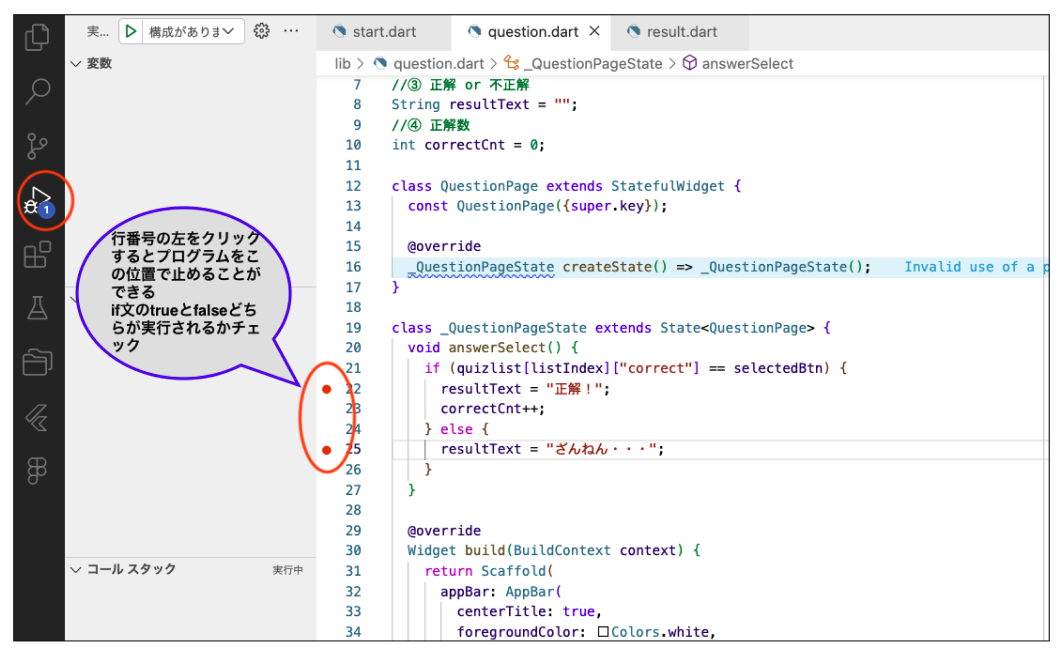 実... 構成がありま
start.dart question.dart result.dart
変数
lib > question.dart > _QuestionPageState > answerSelect
7 //③ 正解 or 不正解
8 String resultText = "";
9 //④ 正解数
10 int correctCnt = 0;
11
12 class QuestionPage extends StatefulWidget {
13 const QuestionPage({super.key});
14
15 @override
16 _QuestionPageState createState() => _QuestionPageState(); Invalid use of a p
17 }
18
19 class _QuestionPageState extends State<QuestionPage> {
20 void answerSelect() {
21 if (quizlist[listIndex]["correct"] == selectedBtn) {
22 resultText = "正解！";
23 correctCnt++;
24 } else {
25 resultText = "ざんねん・・・";
26 }
27 }
28
29 @override
30 Widget build(BuildContext context) {
31 return Scaffold(
32 appBar: AppBar(
33 centerTitle: true,
34 foregroundColor: Colors.white,
1
行番号の左をクリック
するとプログラムをこ
の位置で止めることが
できる
if文のtrueとfalseどち
らが実行されるかチェ
ック
コール スタック 実行中